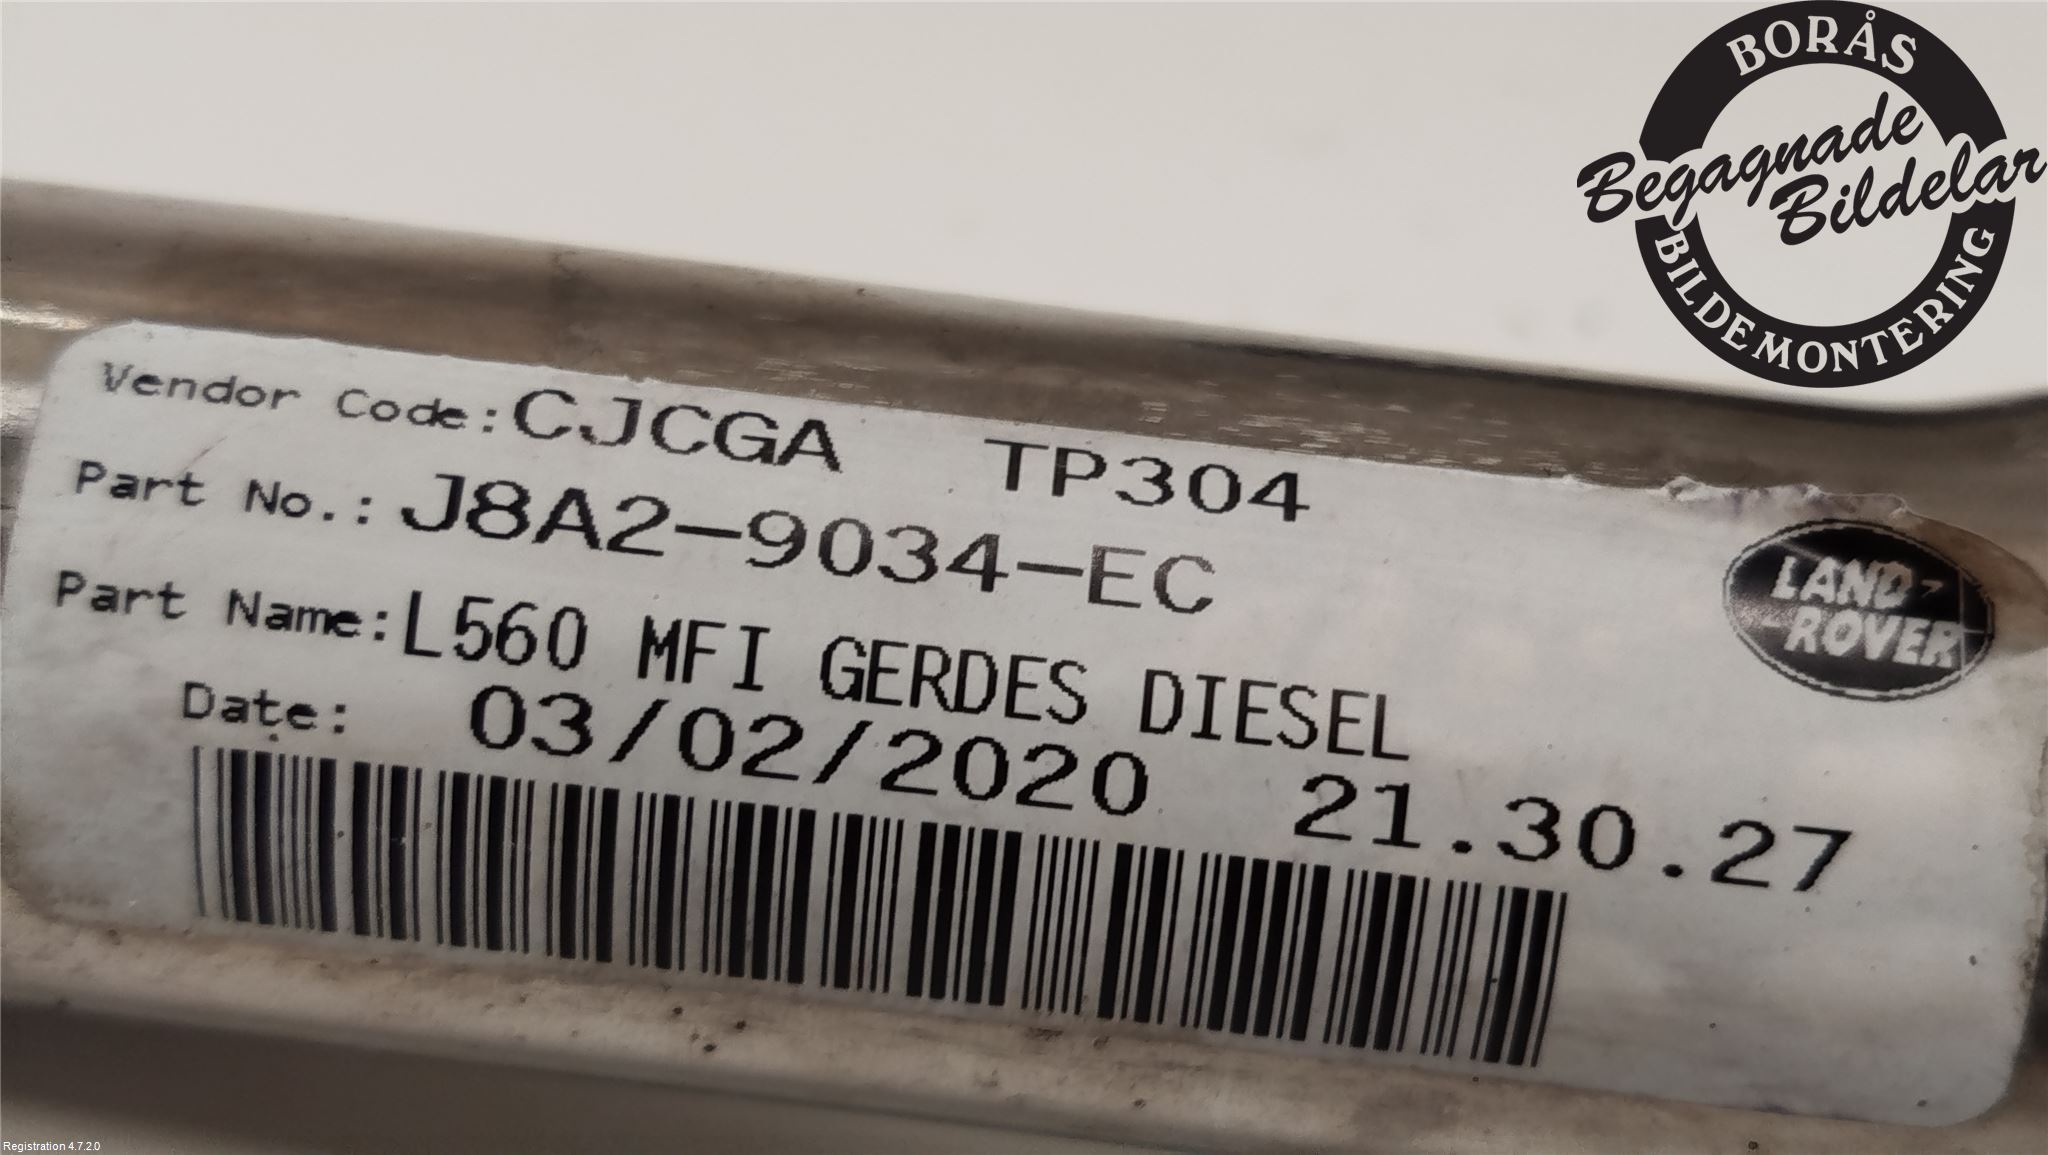 BORÅS
Begagnade
Bildelar
BILDEMONTERING
Vendor Code:CJCGA TP304
Part No.:J8A2-9034-EC
Part Name:L560 MFI GERDES DIESEL
Date: 03/02/2020 21.30.27
LAND-
-ROVER
Registration 4.7.2.0